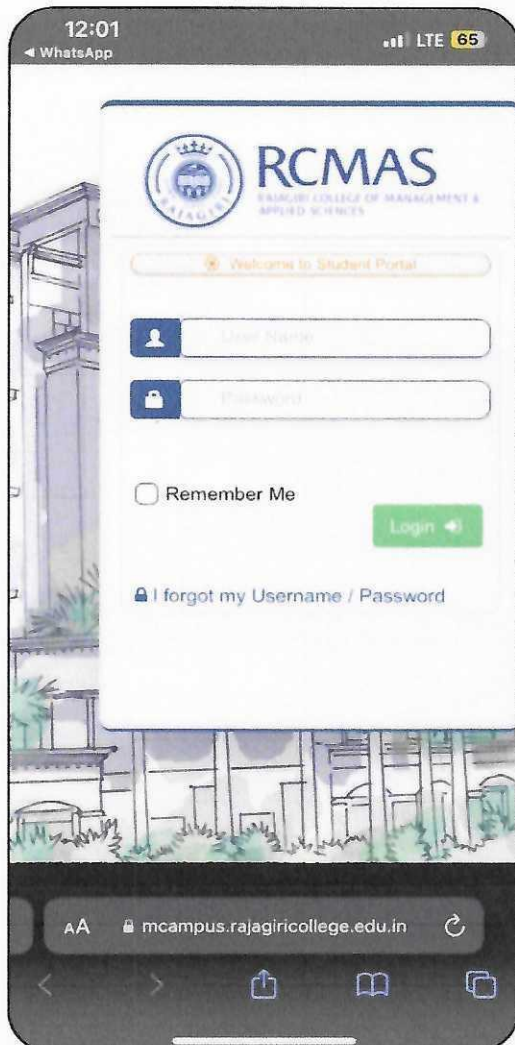 12:01
LTE 65
◄ WhatsApp
RAJAGIRI
RCMAS
RAJAGIRI COLLEGE OF MANAGEMENT &
APPLIED SCIENCES
Welcome to Student Portal
User Name
Password
Remember Me
Login
I forgot my Username / Password
AA mcampus.rajagiricollege.edu.in